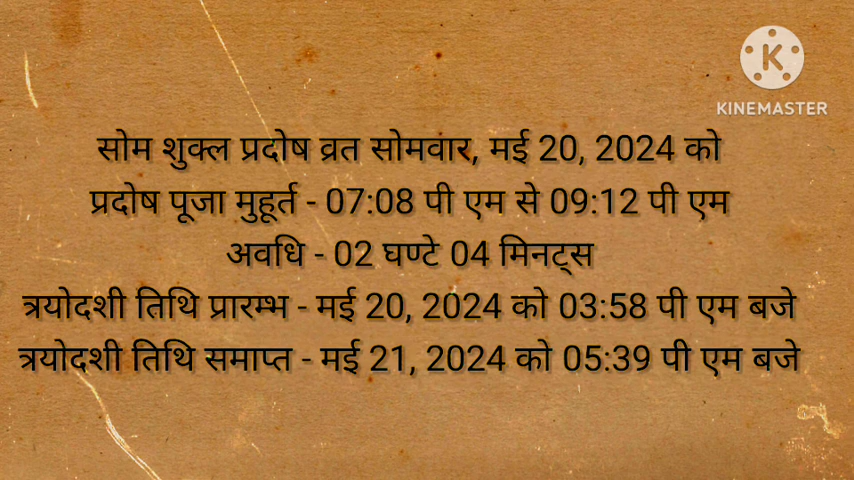 KINEMASTER
सोम शुक्ल प्रदोष व्रत सोमवार, मई 20, 2024 को
प्रदोष पूजा मुहूर्त - 07:08 पी एम से 09:12 पी एम
अवधि - 02 घण्टे 04 मिनट्स
त्रयोदशी तिथि प्रारम्भ - मई 20, 2024 को 03:58 पी एम बजे
त्रयोदशी तिथि समाप्त - मई 21, 2024 को 05:39 पी एम बजे